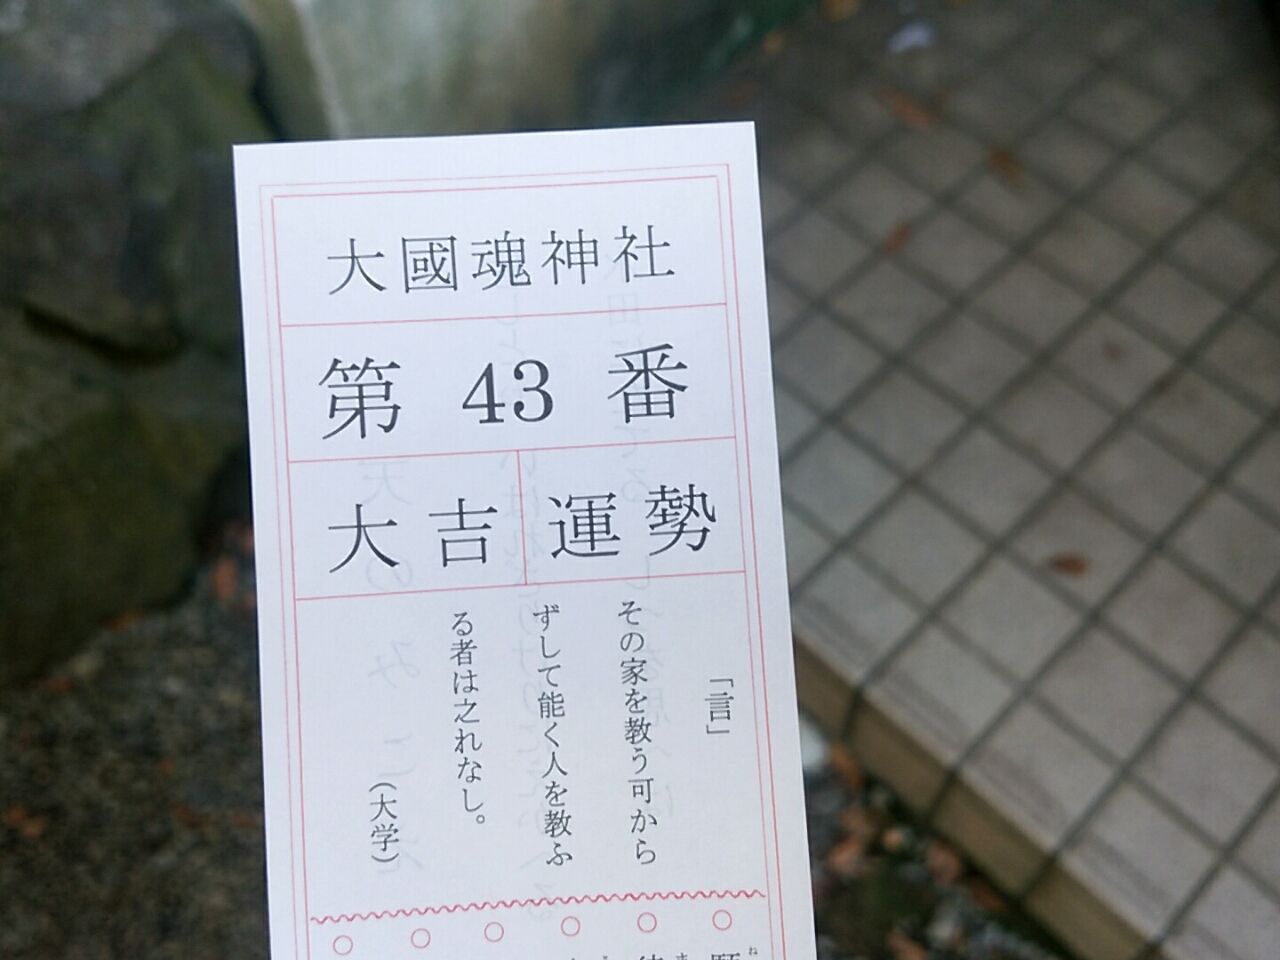 大國魂神社
第 43 番
運勢 大吉
「言」
その家を教う可から
ずして能く人を教ふ
る者は之れなし。
(大学)